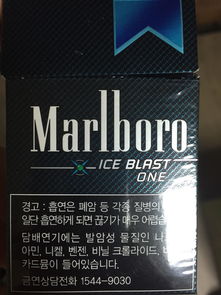 Marlboro
ICE BLAST
ONE
경고 : 흡연은 폐암 등 각종 질병의
일단 흡연하게 되면 끊기가 매우
담배연기에는 발암성 물질인
아민, 니켈, 벤젠, 비닐 크롤라이드,
카드뮴이 들어있습니다.
금연상담전화 1544-9030